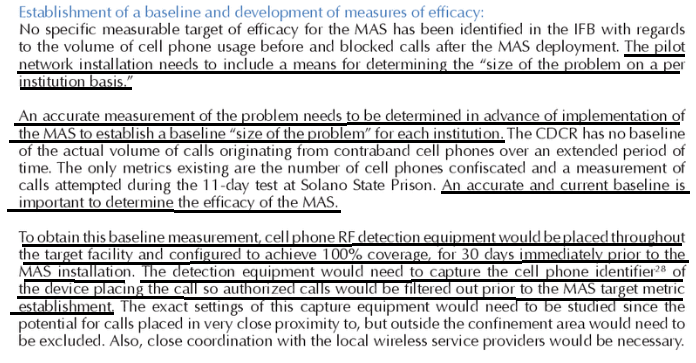 Establishment of a baseline and development of measures of efficacy:
No specific measurable target of efficacy for the MAS has been identified in the IFB with regards
to the volume of cell phone usage before and blocked calls after the MAS deployment. The pilot
network installation needs to include a means for determining the “size of the problem on a per
institution basis.”
An accurate measurement of the problem needs to be determined in advance of implementation of
the MAS to establish a baseline “size of the problem” for each institution. The CDCR has no baseline
of the actual volume of calls originating from contraband cell phones over an extended period of
time. The only metrics existing are the number of cell phones confiscated and a measurement of
calls attempted during the 11-day test at Solano State Prison. An accurate and current baseline is
important to determine the efficacy of the MAS.
To obtain this baseline measurement, cell phone RF detection equipment would be placed throughout
the target facility and configured to achieve 100% coverage, for 30 days immediately prior to the
MAS installation. The detection equipment would need to capture the cell phone identifier²⁸ of
the device placing the call so authorized calls would be filtered out prior to the MAS target metric
establishment. The exact settings of this capture equipment would need to be studied since the
potential for calls placed in very close proximity to, but outside the confinement area would need to
be excluded. Also, close coordination with the local wireless service providers would be necessary.